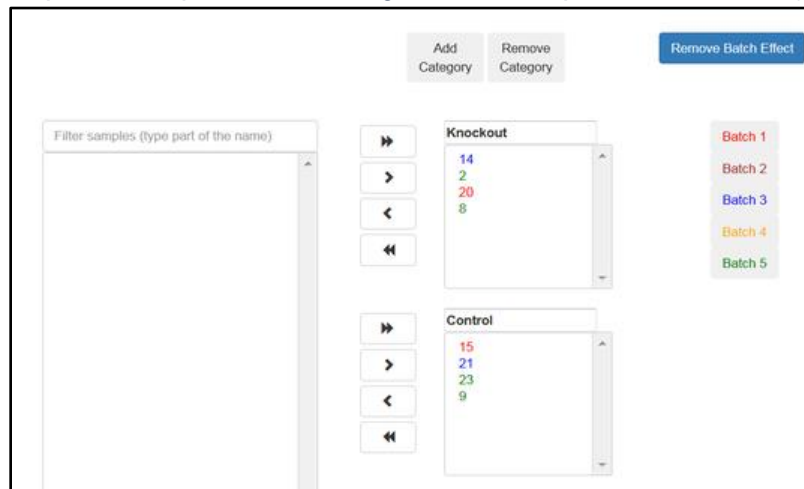 Add Category
Remove Category
Remove Batch Effect
Filter samples (type part of the name)
Knockout
14
2
20
8
Batch 1
Batch 2
Batch 3
Batch 4
Batch 5
Control
15
21
23
9